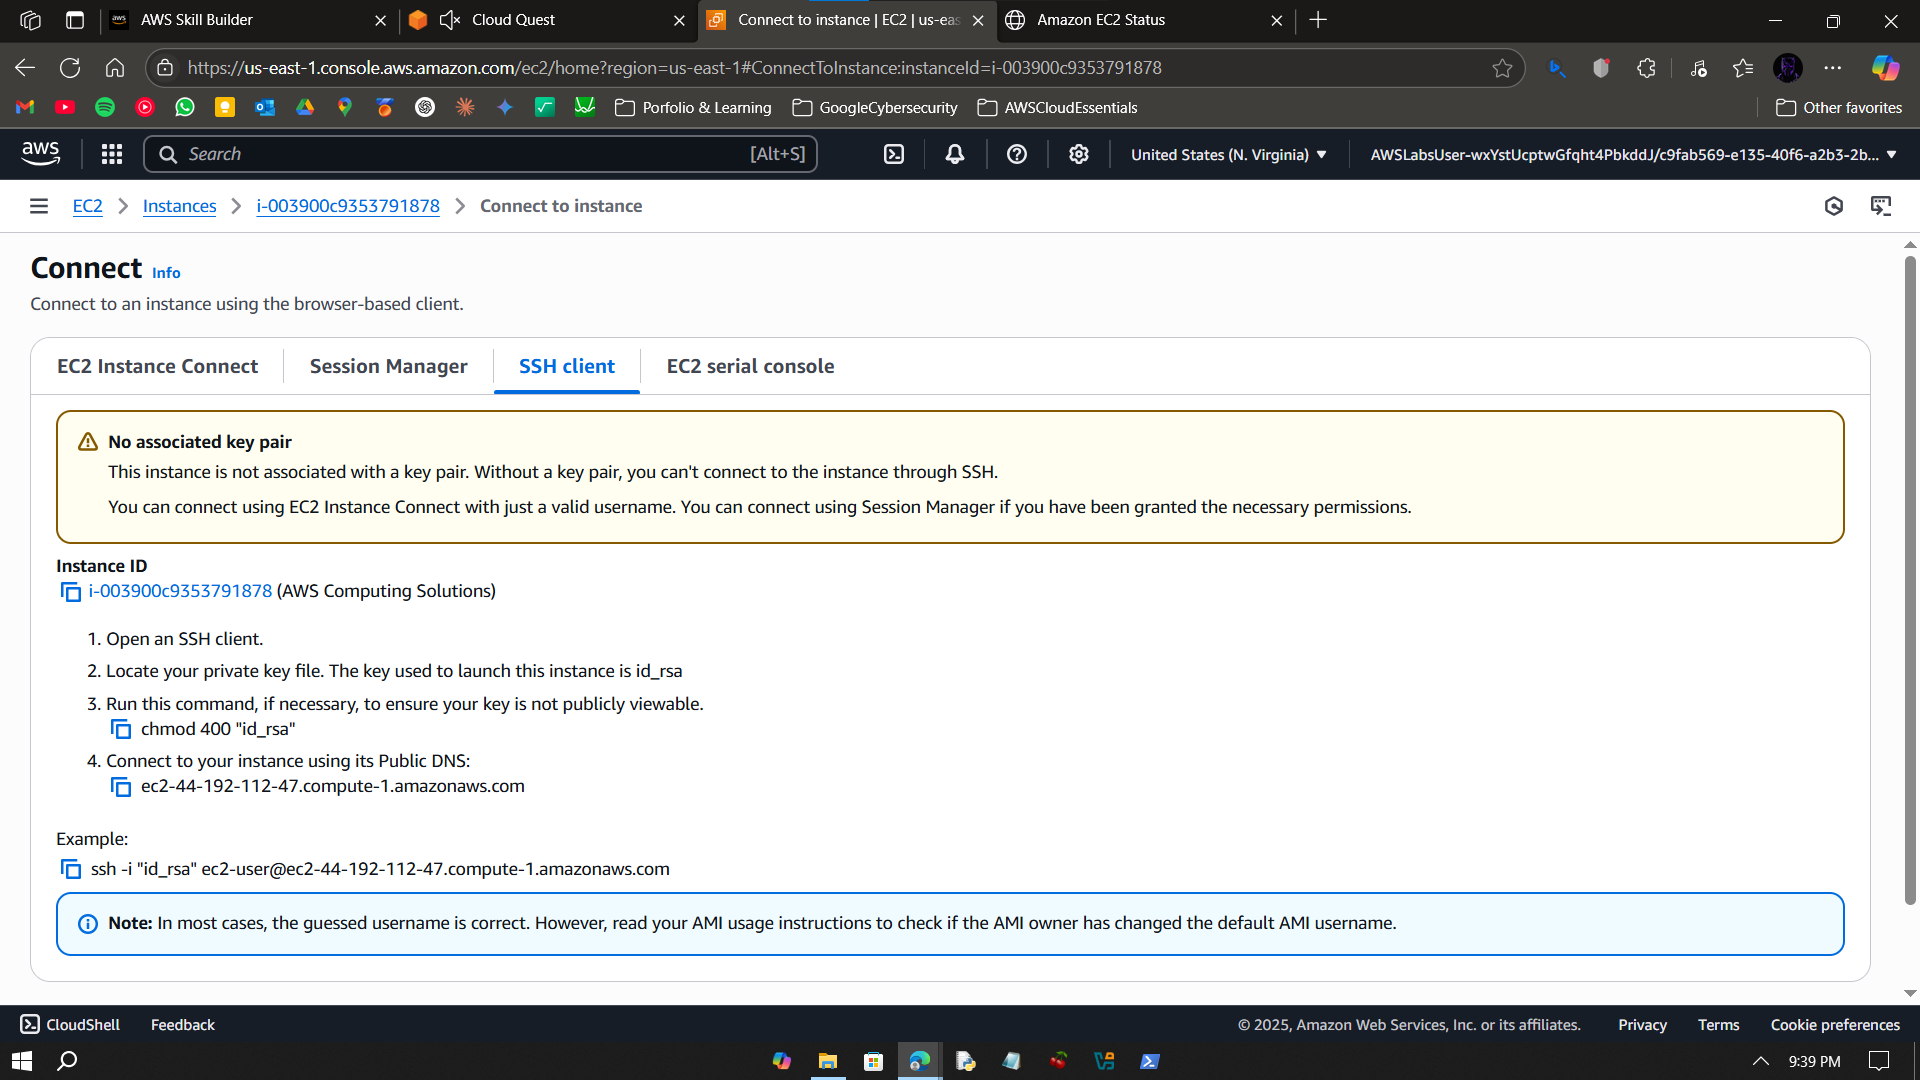 AWS Skill Builder
Cloud Quest
Connect to instance | EC2 | us-eas
Amazon EC2 Status
https://us-east-1.console.aws.amazon.com/ec2/home?region=us-east-1#ConnectToInstance:instanceId=i-003900c9353791878
Porfolio & Learning
GoogleCybersecurity
AWSCloudEssentials
Other favorites
aws
Search
[Alt+S]
United States (N. Virginia)
AWSLabsUser-wxYstUcptwGfqht4PbkddJ/c9fab569-e135-40f6-a2b3-2b...
EC2
Instances
i-003900c9353791878
Connect to instance
Connect Info
Connect to an instance using the browser-based client.
EC2 Instance Connect
Session Manager
SSH client
EC2 serial console
No associated key pair
This instance is not associated with a key pair. Without a key pair, you can't connect to the instance through SSH.
You can connect using EC2 Instance Connect with just a valid username. You can connect using Session Manager if you have been granted the necessary permissions.
Instance ID
i-003900c9353791878 (AWS Computing Solutions)
1. Open an SSH client.
2. Locate your private key file. The key used to launch this instance is id_rsa
3. Run this command, if necessary, to ensure your key is not publicly viewable.
chmod 400 "id_rsa"
4. Connect to your instance using its Public DNS:
ec2-44-192-112-47.compute-1.amazonaws.com
Example:
ssh -i "id_rsa" ec2-user@ec2-44-192-112-47.compute-1.amazonaws.com
Note: In most cases, the guessed username is correct. However, read your AMI usage instructions to check if the AMI owner has changed the default AMI username.
CloudShell
Feedback
© 2025, Amazon Web Services, Inc. or its affiliates.
Privacy
Terms
Cookie preferences
9:39 PM